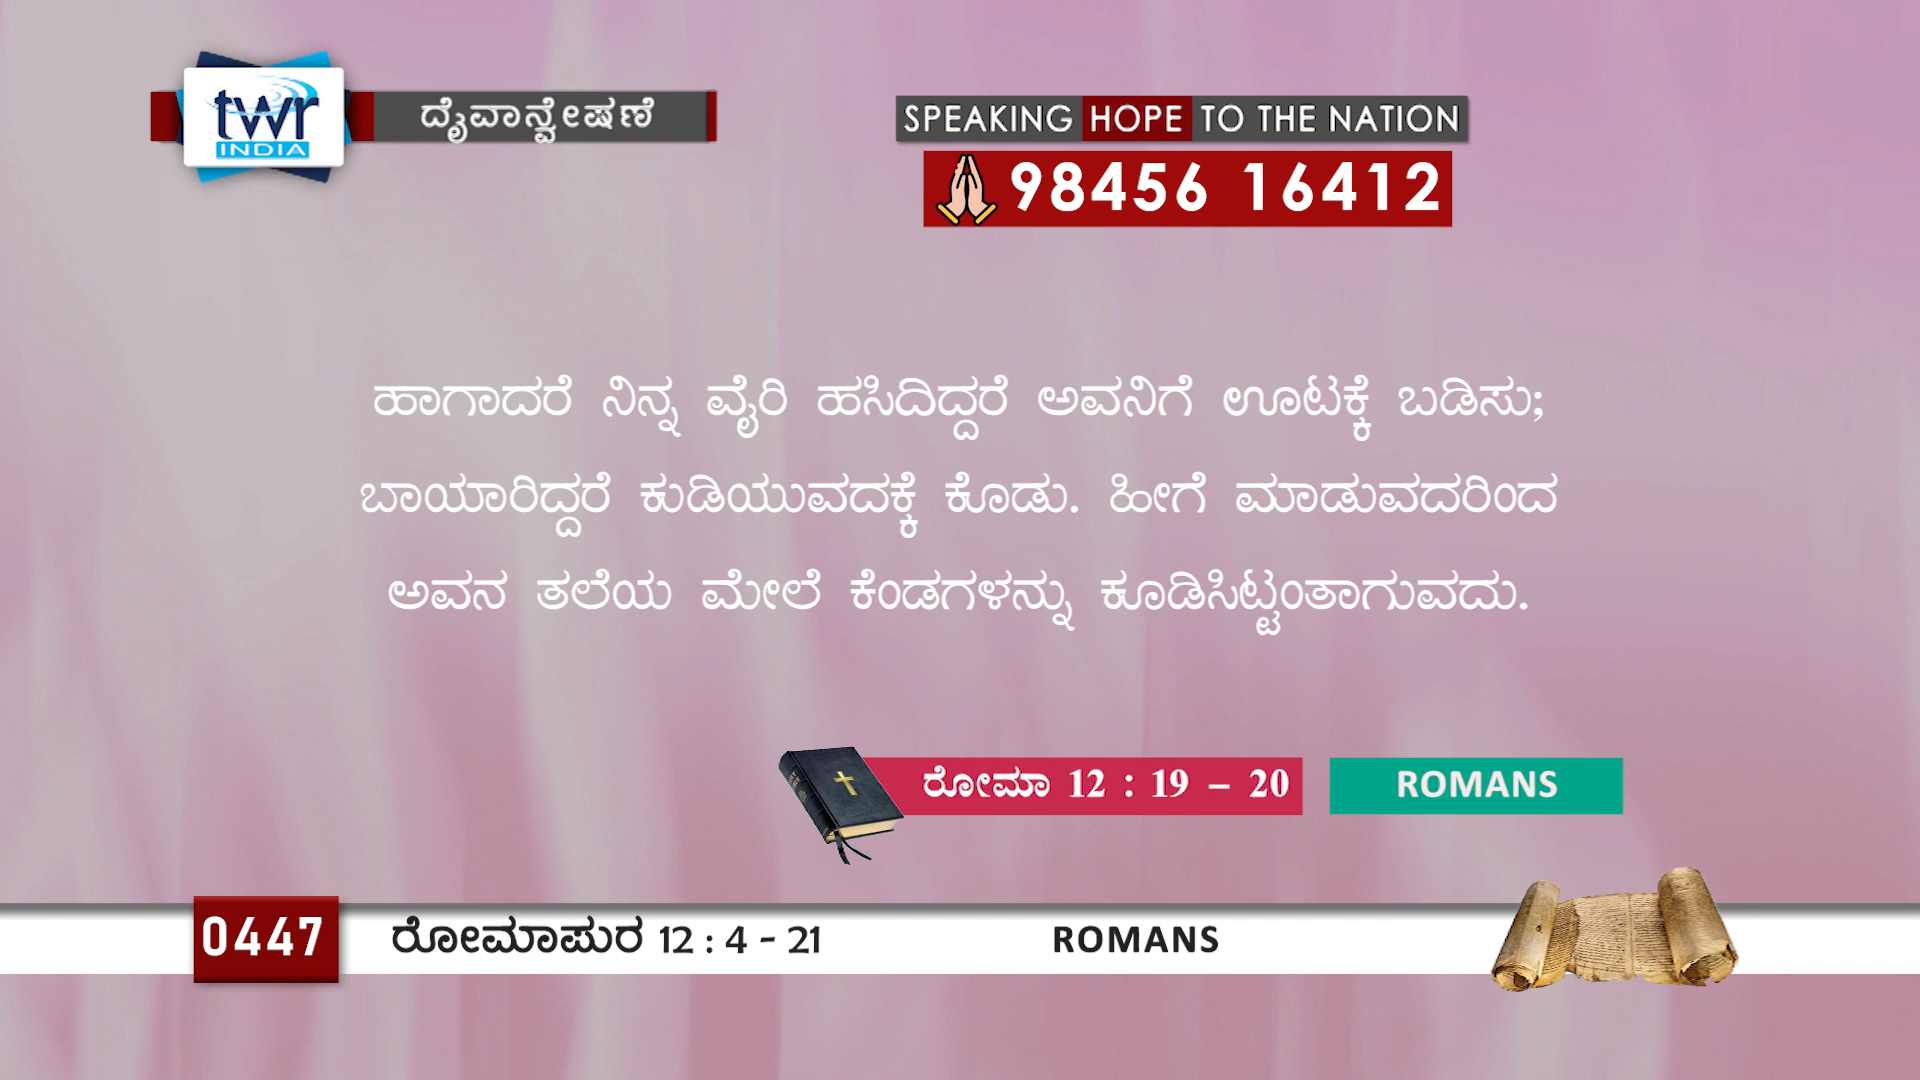 twr
INDIA
ದೈವಾನ್ವೇಷಣೆ
SPEAKING HOPE TO THE NATION
98456 16412
ಹಾಗಾದರೆ ನಿನ್ನ ವೈರಿ ಹಸಿದಿದ್ದರೆ ಅವನಿಗೆ ಊಟಕ್ಕೆ ಬಡಿಸು;
ಬಾಯಾರಿದ್ದರೆ ಕುಡಿಯುವದಕ್ಕೆ ಕೊಡು. ಹೀಗೆ ಮಾಡುವದರಿಂದ
ಅವನ ತಲೆಯ ಮೇಲೆ ಕೆಂಡಗಳನ್ನು ಕೂಡಿಸಿಟ್ಟಂತಾಗುವದು.
ರೋಮಾ 12 : 19 – 20
ROMANS
0447 ರೋಮಾಪುರ 12 : 4 - 21 ROMANS